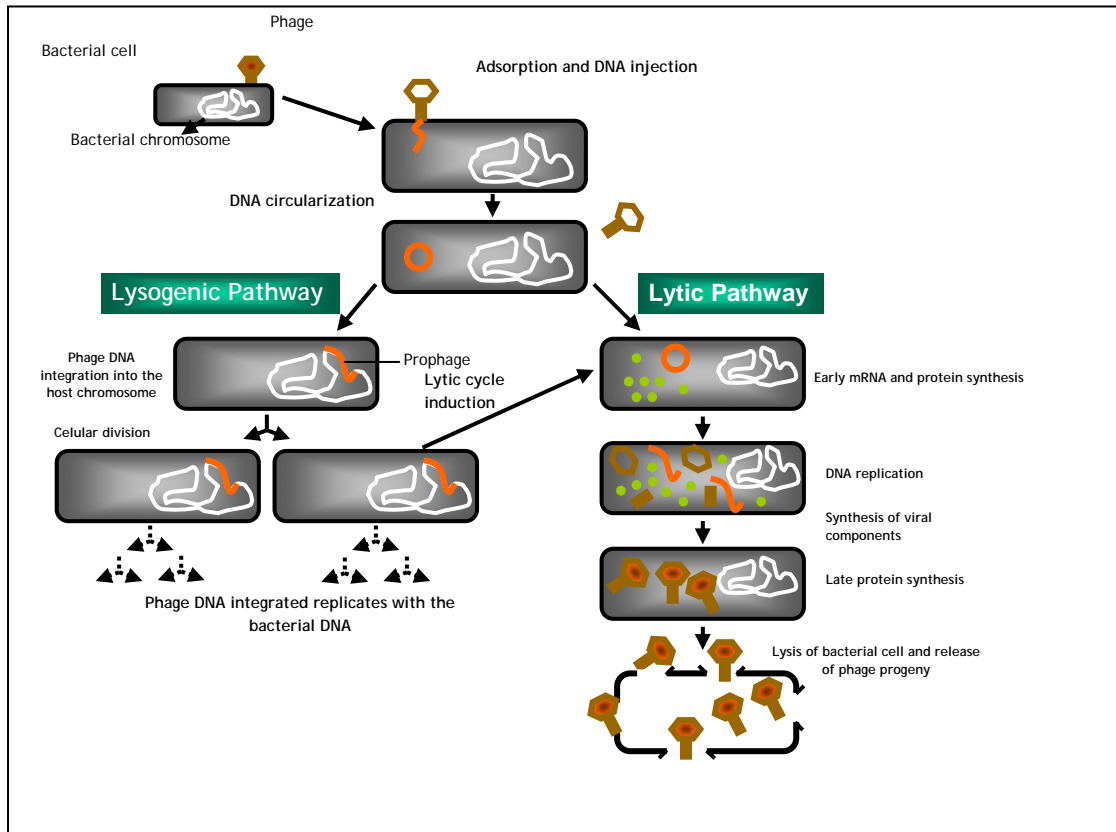 Phage
Bacterial cell
Adsorption and DNA injection
Bacterial chromosome
DNA circularization
Lysogenic Pathway
Lytic Pathway
Phage DNA
integration into the
host chromosome
Prophage
Lytic cycle
induction
Early mRNA and protein synthesis
Celular division
DNA replication
Synthesis of viral
components
Late protein synthesis
Phage DNA integrated replicates with the
bacterial DNA
Lysis of bacterial cell and release
of phage progeny